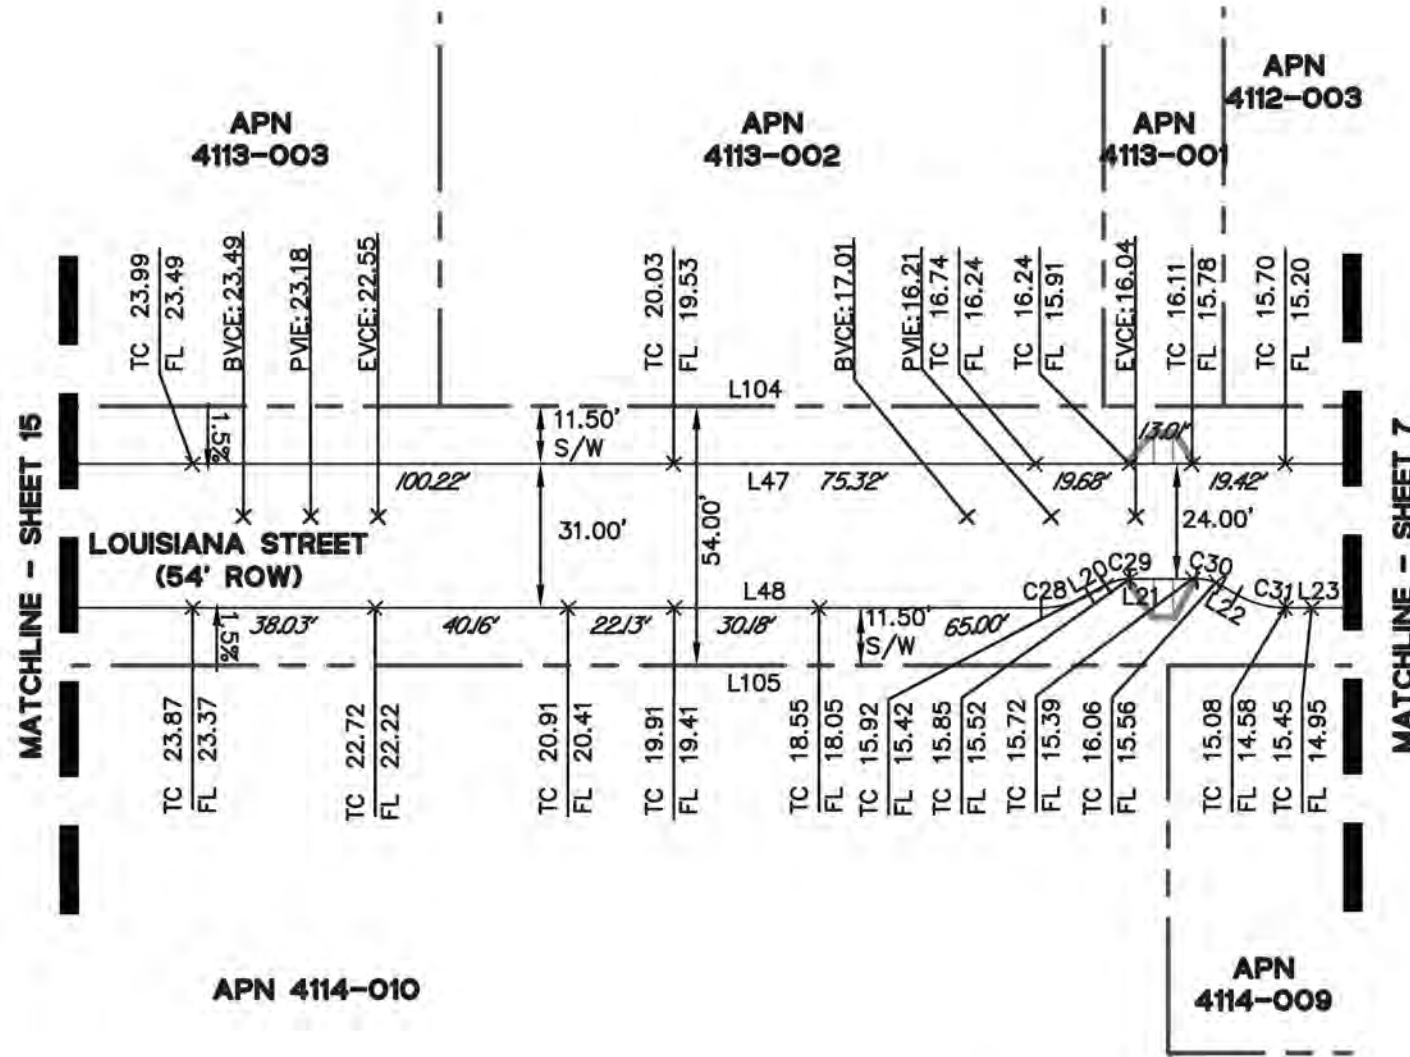 APN
4112-003
APN
4113-003
APN
4113-002
APN
4113-001
TC 23.99
FL 23.49
BVCE:23.49
PVIE:23.18
EVCE:22.55
TC 20.03
FL 19.53
BVCE:17.01
PVIE:16.21
TC 16.74
FL 16.24
TC 16.24
FL 15.91
EVCE:16.04
TC 16.11
FL 15.78
TC 15.70
FL 15.20
MATCHLINE - SHEET 15
MATCHLINE - SHEET 7
L104
1.5%
11.50'
S/W
13.01'
100.22'
L47
75.32'
19.68'
19.42'
LOUISIANA STREET
(54' ROW)
31.00'
54.00'
24.00'
C28
L20
C29
L21
C30
L22
C31
L23
L48
1.5%
38.03'
40.16'
22.13'
30.18'
11.50'
S/W
65.00'
L105
TC 23.87
FL 23.37
TC 22.72
FL 22.22
TC 20.91
FL 20.41
TC 19.91
FL 19.41
TC 18.55
FL 18.05
TC 15.92
FL 15.42
TC 15.85
FL 15.52
TC 15.72
FL 15.39
TC 16.06
FL 15.56
TC 15.08
FL 14.58
TC 15.45
FL 14.95
APN 4114-010
APN
4114-009